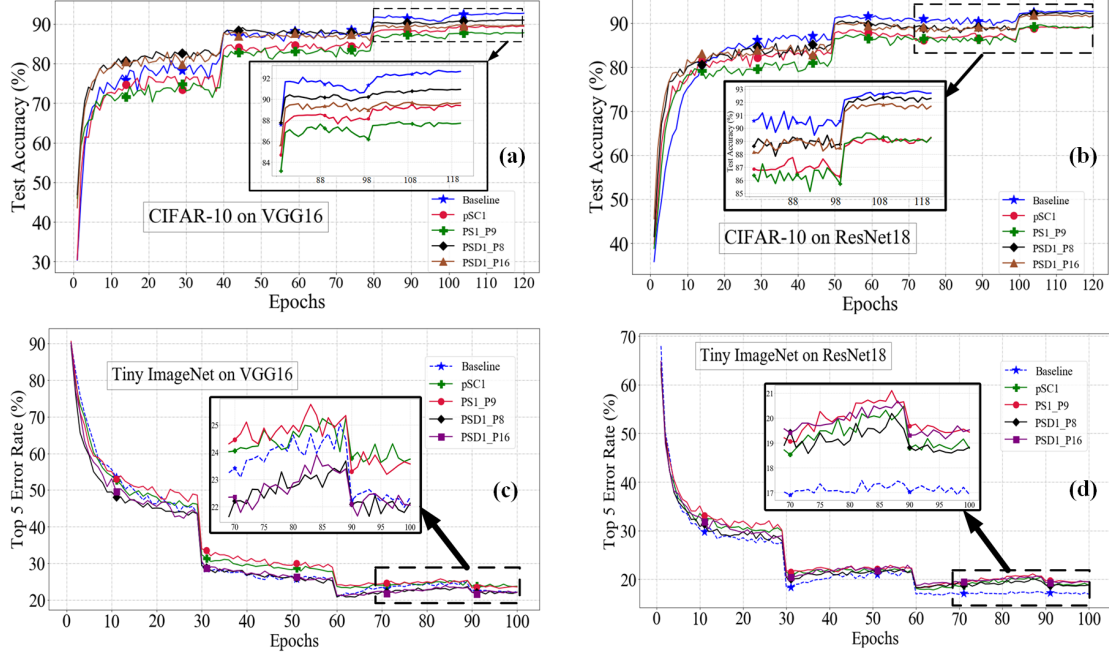 90
80
70
60
50
40
30
Test Accuracy (%)
92
90
88
86
84
88 98 108 118
(a)
CIFAR-10 on VGG16
Baseline
pSC1
PS1_P9
PSD1_P8
PSD1_P16
0 10 20 30 40 50 60 70 80 90 100 110 120
Epochs
90
80
70
60
50
40
Test Accuracy (%)
93
92
91
90
89
88
87
86
85
Test Accuracy (%)
88 98 108 118
(b)
CIFAR-10 on ResNet18
Baseline
pSC1
PS1_P9
PSD1_P8
PSD1_P16
0 10 20 30 40 50 60 70 80 90 100 110 120
Epochs
90
80
70
60
50
40
30
20
Top 5 Error Rate (%)
Tiny ImageNet on VGG16
Baseline
pSC1
PS1_P9
PSD1_P8
PSD1_P16
25
24
23
22
70 75 80 85 90 95 100
(c)
0 10 20 30 40 50 60 70 80 90 100
Epochs
70
60
50
40
30
20
Top 5 Error Rate (%)
Tiny ImageNet on ResNet18
Baseline
pSC1
PS1_P9
PSD1_P8
PSD1_P16
21
20
19
18
17
70 75 80 85 90 95 100
(d)
0 10 20 30 40 50 60 70 80 90 100
Epochs